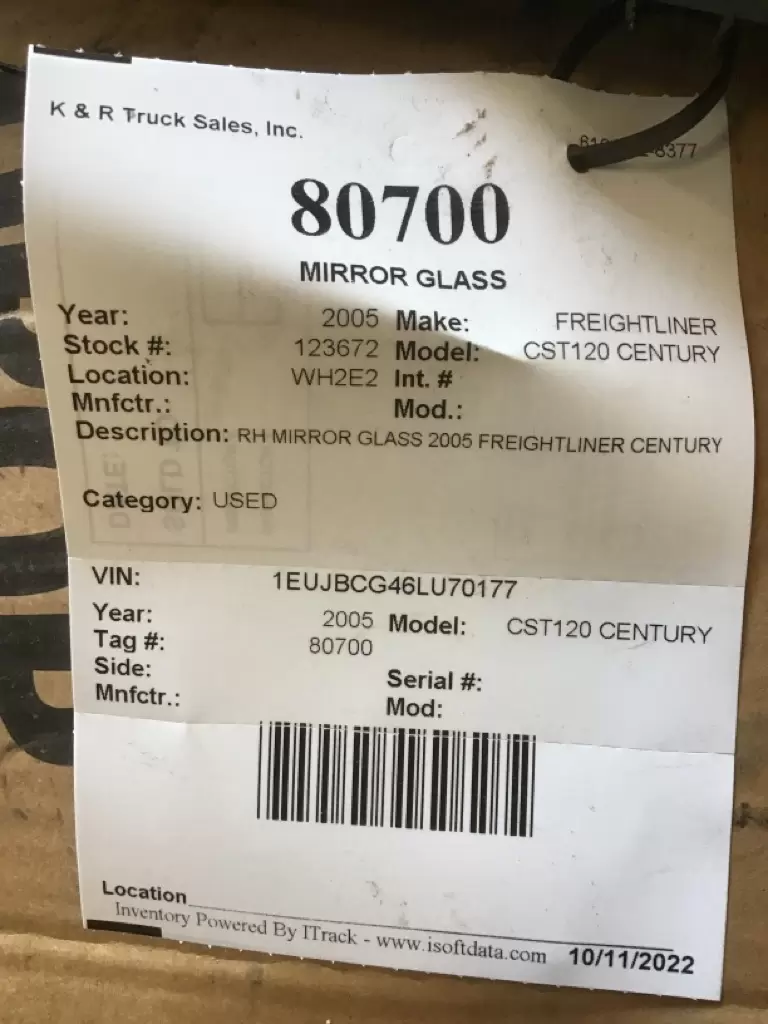 K & R Truck Sales, Inc.
8377
80700
MIRROR GLASS
Year: 2005 Make: FREIGHTLINER
Stock #: 123672 Model: CST120 CENTURY
Location: WH2E2 Int. #
Mnfctr.: Mod.:
Description: RH MIRROR GLASS 2005 FREIGHTLINER CENTURY
Category: USED
VIN: 1EUJBCG46LU70177
Year: 2005 Model: CST120 CENTURY
Tag #: 80700
Side: Serial #:
Mnfctr.: Mod:
Location
Inventory Powered By ITrack - www.isoftdata.com 10/11/2022